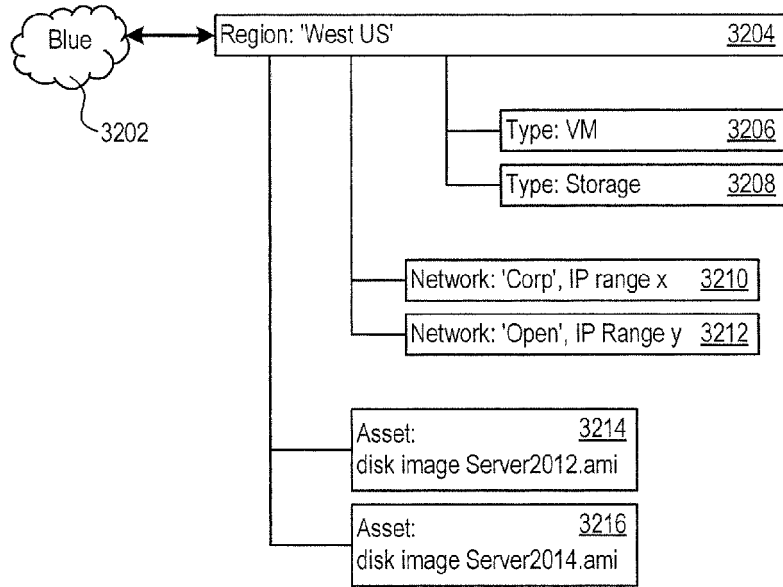 Blue
3202
Region: 'West US' 3204
Type: VM 3206
Type: Storage 3208
Network: 'Corp', IP range x 3210
Network: 'Open', IP Range y 3212
Asset: 3214
disk image Server2012.ami
Asset: 3216
disk image Server2014.ami